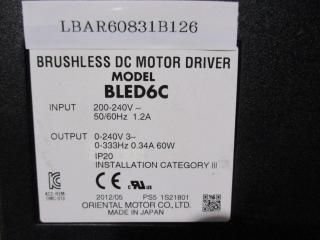 LBAR60831B126
BRUSHLESS DC MOTOR DRIVER
MODEL
BLED6C
INPUT 200-240V ~
50/60Hz 1.2A
OUTPUT 0-240V 3~
0-333Hz 0.34A 60W
IP20
INSTALLATION CATEGORY III
CE
2012/05 PS5 1S21801
ORIENTAL MOTOR CO.,LTD.
MADE IN JAPAN